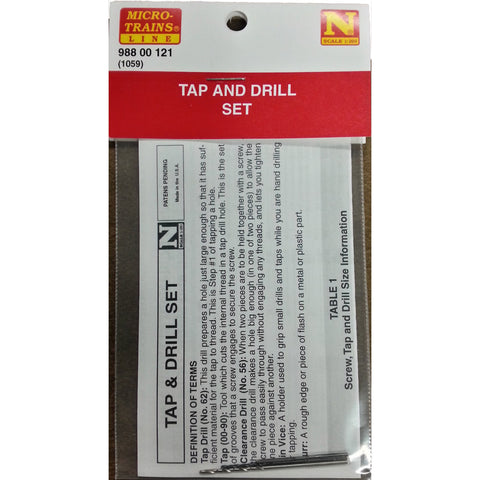 MICRO-
TRAINS®
LINE
988 00 121
(1059)
N
SCALE 1:160
TAP AND DRILL
SET
TAP & DRILL SET
N
PATENTS PENDING
Made in the U.S.A.
DEFINITION OF TERMS
Tap Drill (No. 62): This drill prepares a hole just large enough so that it has suf-
ficient material for the tap to thread. This is Step #1 of tapping a hole.
Tap (00-90): Tool which cuts the internal thread in a tap drill hole. This is the set
of grooves that a screw engages to secure the screw.
Clearance Drill (No. 56): When two pieces are to be held together with a screw,
the clearance drill makes a hole big enough (in one of two pieces) to allow the
screw to pass easily through without engaging any threads, and lets you tighten
one piece against another.
in Vice: A holder used to grip small drills and taps while you are hand drilling
tapping.
urr: A rough edge or piece of flash on a metal or plastic part.
TABLE 1
Screw, Tap and Drill Size Information